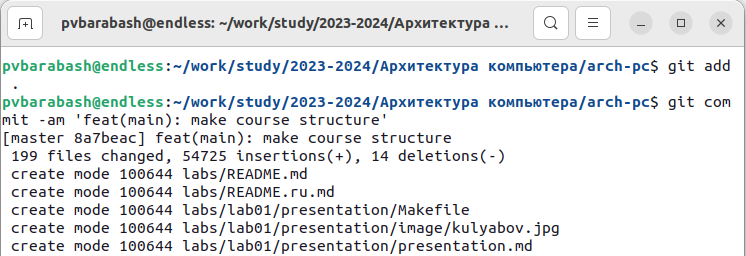 pvbarabash@endless: ~/work/study/2023-2024/Архитектура ...
pvbarabash@endless:~/work/study/2023-2024/Архитектура компьютера/arch-pc$ git add
 .
pvbarabash@endless:~/work/study/2023-2024/Архитектура компьютера/arch-pc$ git com
mit -am 'feat(main): make course structure'
[master 8a7beac] feat(main): make course structure
 199 files changed, 54725 insertions(+), 14 deletions(-)
 create mode 100644 labs/README.md
 create mode 100644 labs/README.ru.md
 create mode 100644 labs/lab01/presentation/Makefile
 create mode 100644 labs/lab01/presentation/image/kulyabov.jpg
 create mode 100644 labs/lab01/presentation/presentation.md